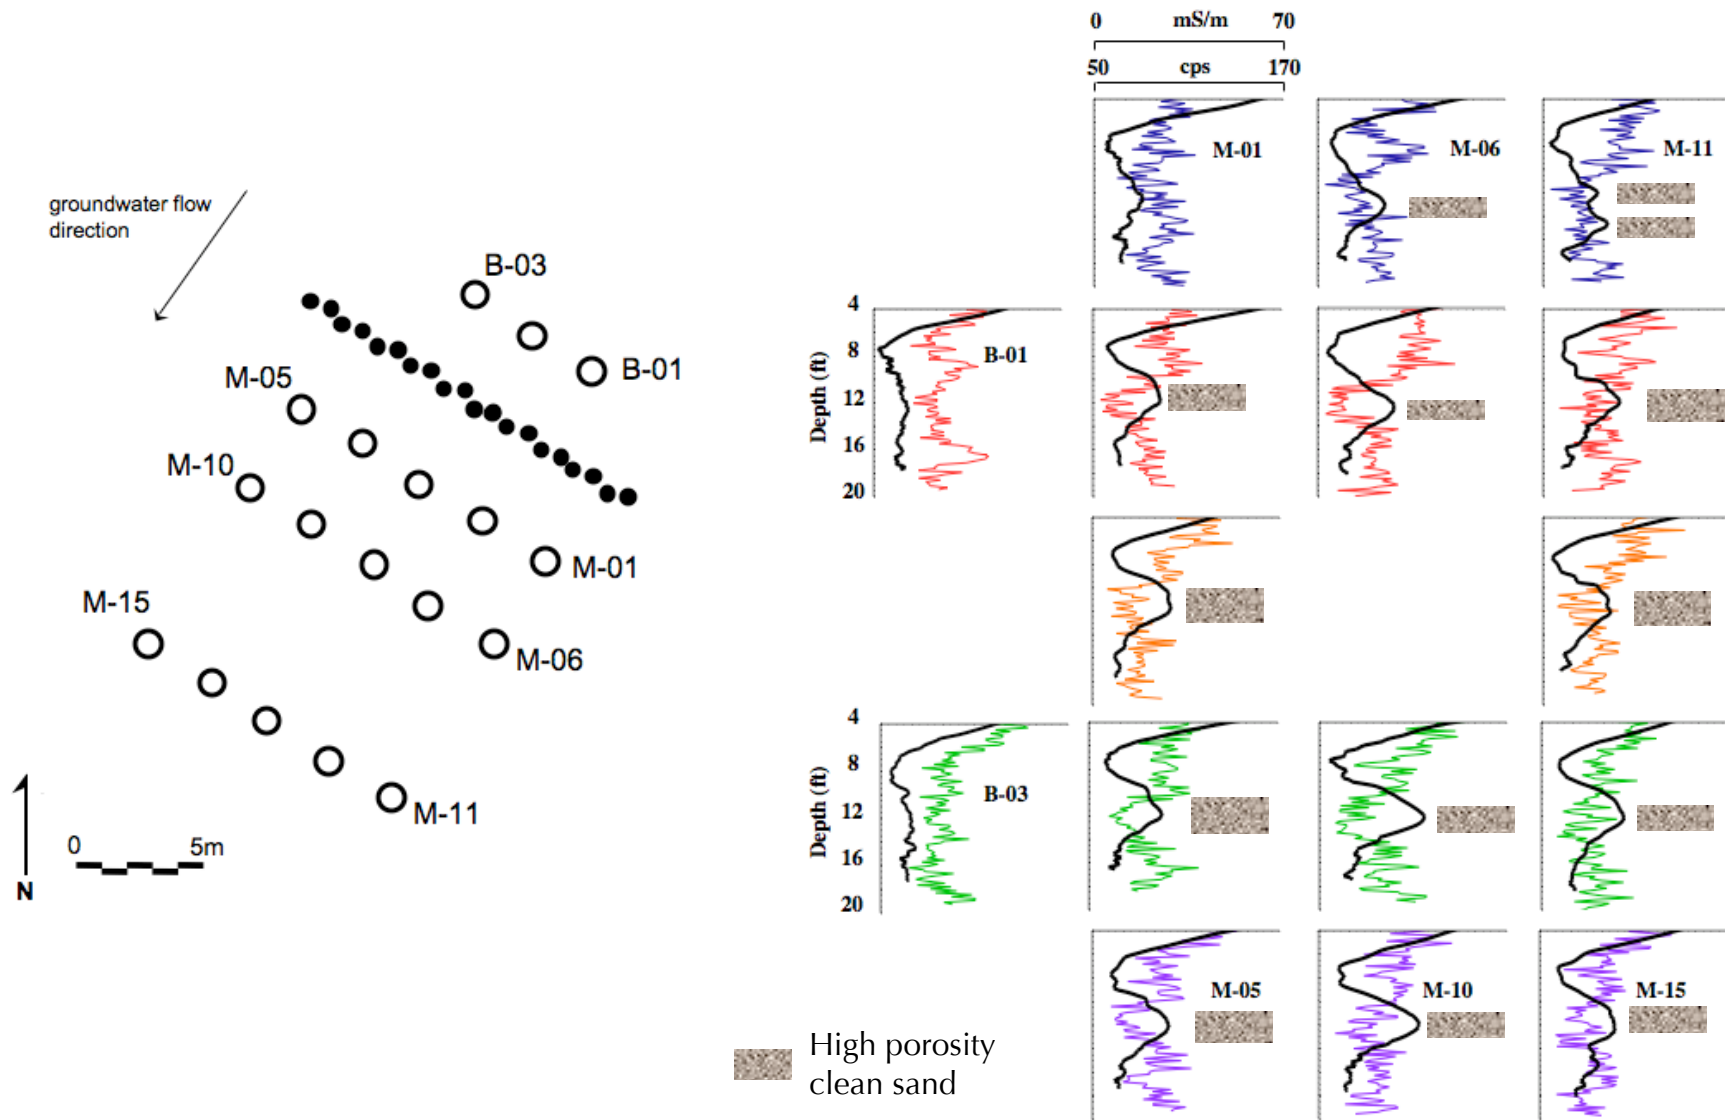 groundwater flow
direction
B-03
B-01
M-05
M-10
M-01
M-15
M-06
M-11
0
5m
N
0 mS/m 70
50 cps 170
M-01
M-06
M-11
4
8
12
16
20
Depth (ft)
B-01
4
8
12
16
20
Depth (ft)
B-03
M-05
M-10
M-15
High porosity
clean sand